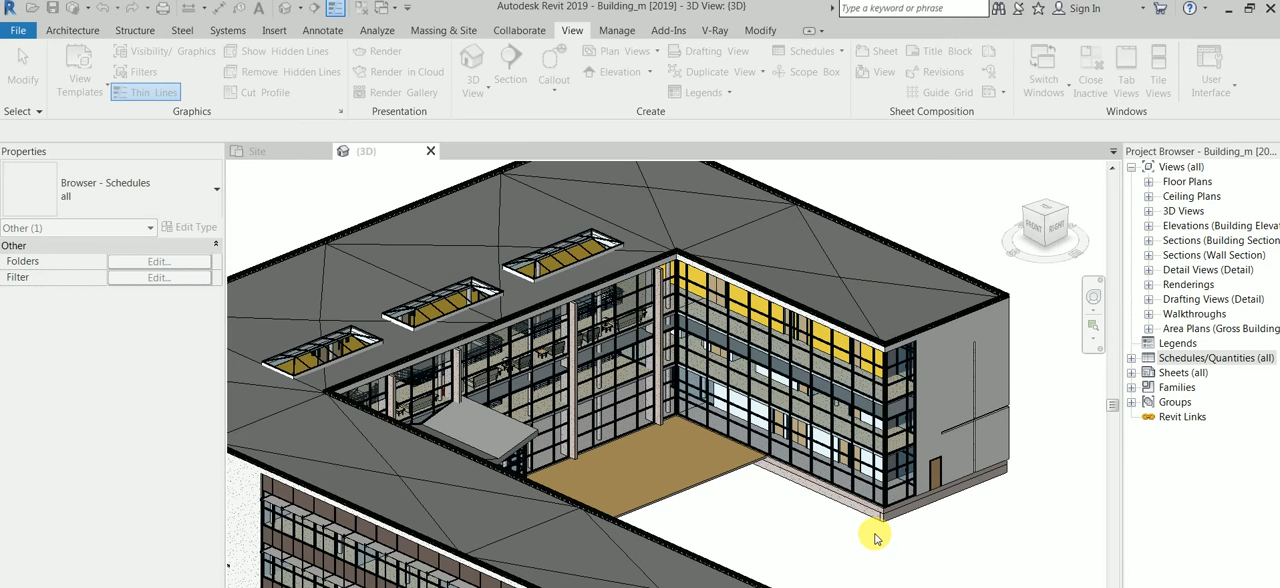 Autodesk Revit 2019 - Building_m [2019] - 3D View: {3D}
Type a keyword or phrase
Sign In
File Architecture Structure Steel Systems Insert Annotate Analyze Massing & Site Collaborate View Manage Add-Ins V-Ray Modify
Modify
View Templates
Visibility/ Graphics
Filters
Thin Lines
Show Hidden Lines
Remove Hidden Lines
Cut Profile
Render
Render in Cloud
Render Gallery
3D View
Section
Callout
Plan Views
Elevation
Drafting View
Duplicate View
Legends
Schedules
Scope Box
Sheet
View
Title Block
Revisions
Guide Grid
Switch Windows
Close Inactive
Tab Views
Tile Views
User Interface
Select
Graphics
Presentation
Create
Sheet Composition
Windows
Properties
Site
{3D}
Project Browser - Building_m [20...
Browser - Schedules
all
Other (1)
Edit Type
Other
Folders
Edit...
Filter
Edit...
FRONT
RIGHT
Views (all)
Floor Plans
Ceiling Plans
3D Views
Elevations (Building Eleva
Sections (Building Section
Sections (Wall Section)
Detail Views (Detail)
Renderings
Drafting Views (Detail)
Walkthroughs
Area Plans (Gross Building
Legends
Schedules/Quantities (all)
Sheets (all)
Families
Groups
Revit Links